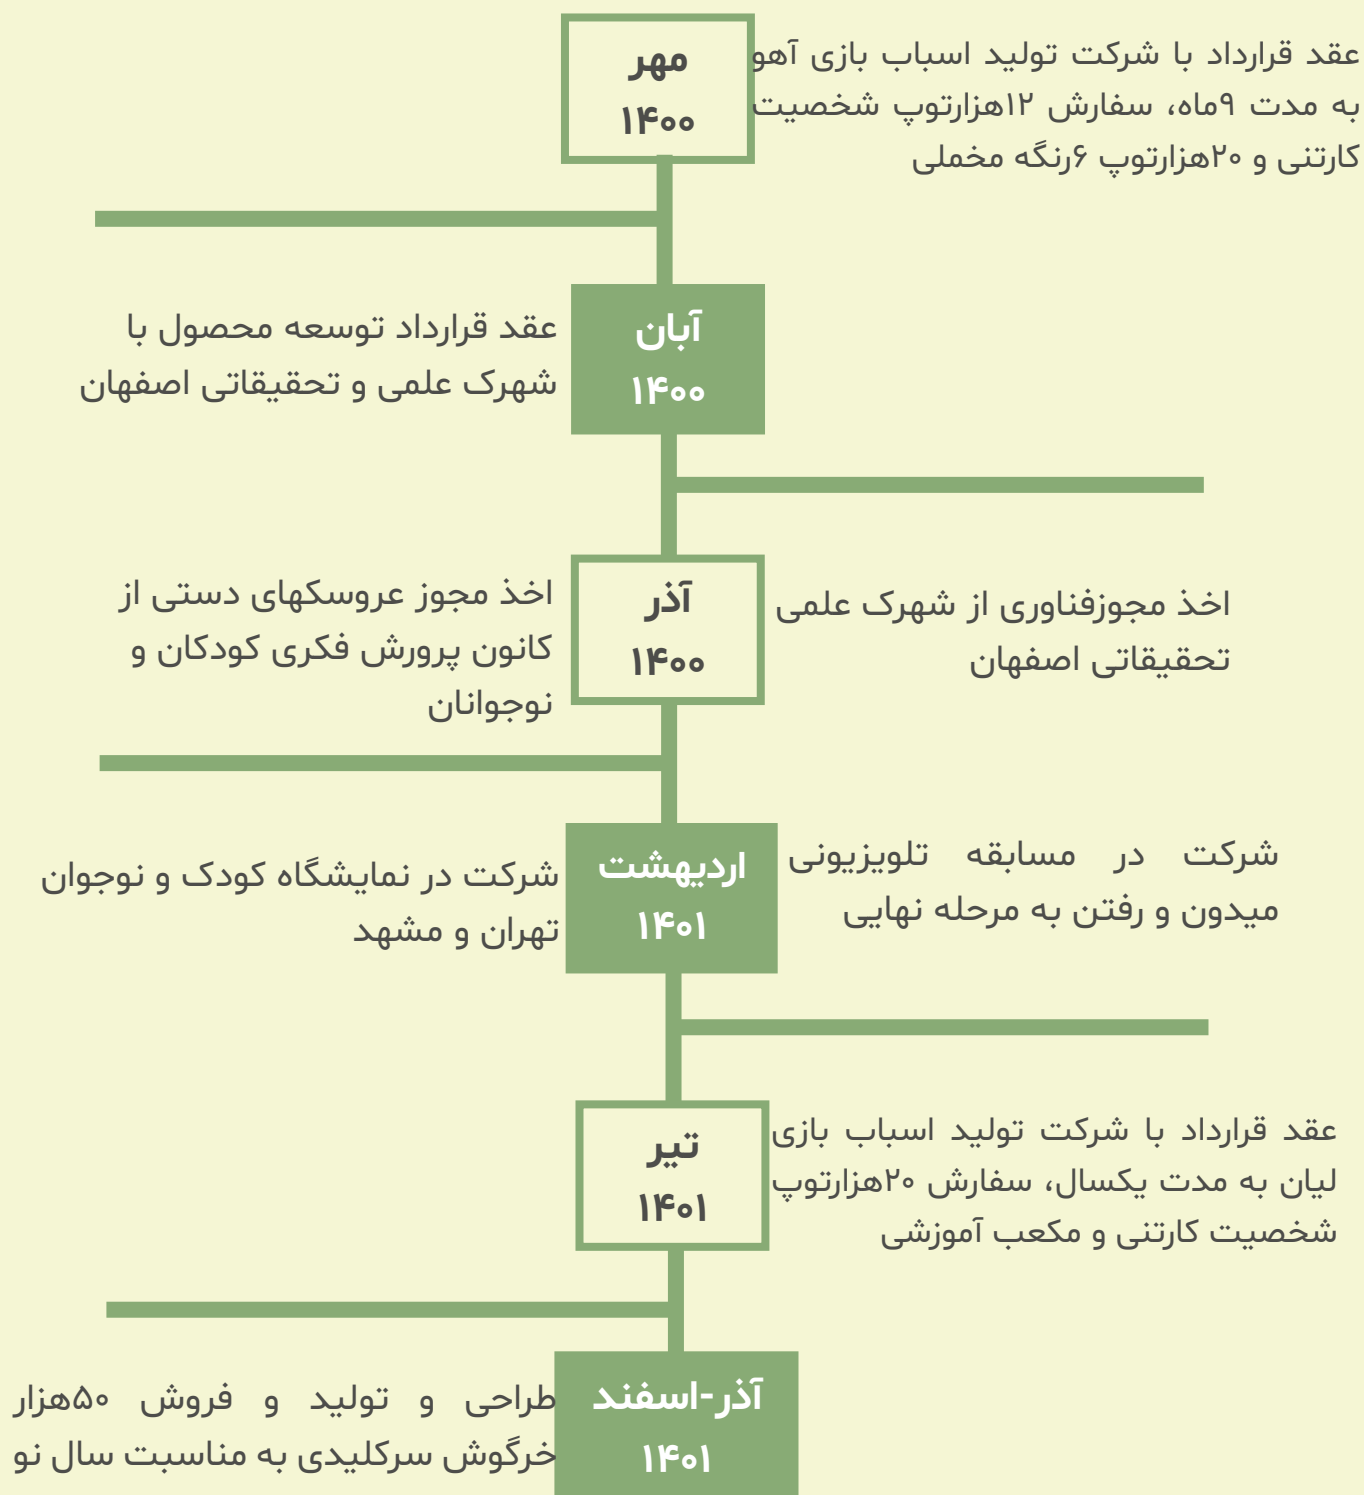 مهر
۱۴۰۰
عقد قرارداد با شرکت تولید اسباب بازی آهو
به مدت ۹ماه، سفارش ۱۲هزارتوپ شخصیت
کارتنی و ۲۰هزارتوپ ۶رنگه مخملی
آبان
۱۴۰۰
عقد قرارداد توسعه محصول با
شهرک علمی و تحقیقاتی اصفهان
آذر
۱۴۰۰
اخذ مجوزفناوری از شهرک علمی
تحقیقاتی اصفهان
اخذ مجوز عروسکهای دستی از
کانون پرورش فکری کودکان و
نوجوانان
اردیهشت
۱۴۰۱
شرکت در مسابقه تلویزیونی
میدون و رفتن به مرحله نهایی
شرکت در نمایشگاه کودک و نوجوان
تهران و مشهد
تیر
۱۴۰۱
عقد قرارداد با شرکت تولید اسباب بازی
لیان به مدت یکسال، سفارش ۲۰هزارتوپ
شخصیت کارتنی و مکعب آموزشی
آذر-اسفند
۱۴۰۱
طراحی و تولید و فروش ۵۰هزار
خرگوش سرکلیدی به مناسبت سال نو